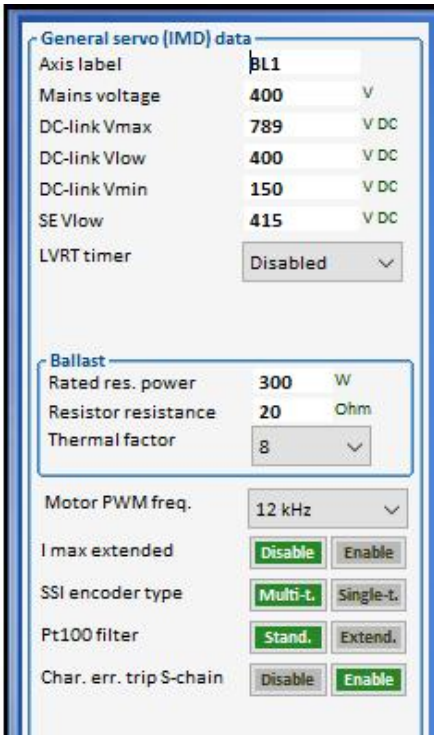 General servo (IMD) data
Axis label BL1
Mains voltage 400 V
DC-link Vmax 789 V DC
DC-link Vlow 400 V DC
DC-link Vmin 150 V DC
SE Vlow 415 V DC
LVRT timer Disabled
Ballast
Rated res. power 300 W
Resistor resistance 20 Ohm
Thermal factor 8
Motor PWM freq. 12 kHz
I max extended Disable Enable
SSI encoder type Multi-t. Single-t.
Pt100 filter Stand. Extend.
Char. err. trip S-chain Disable Enable